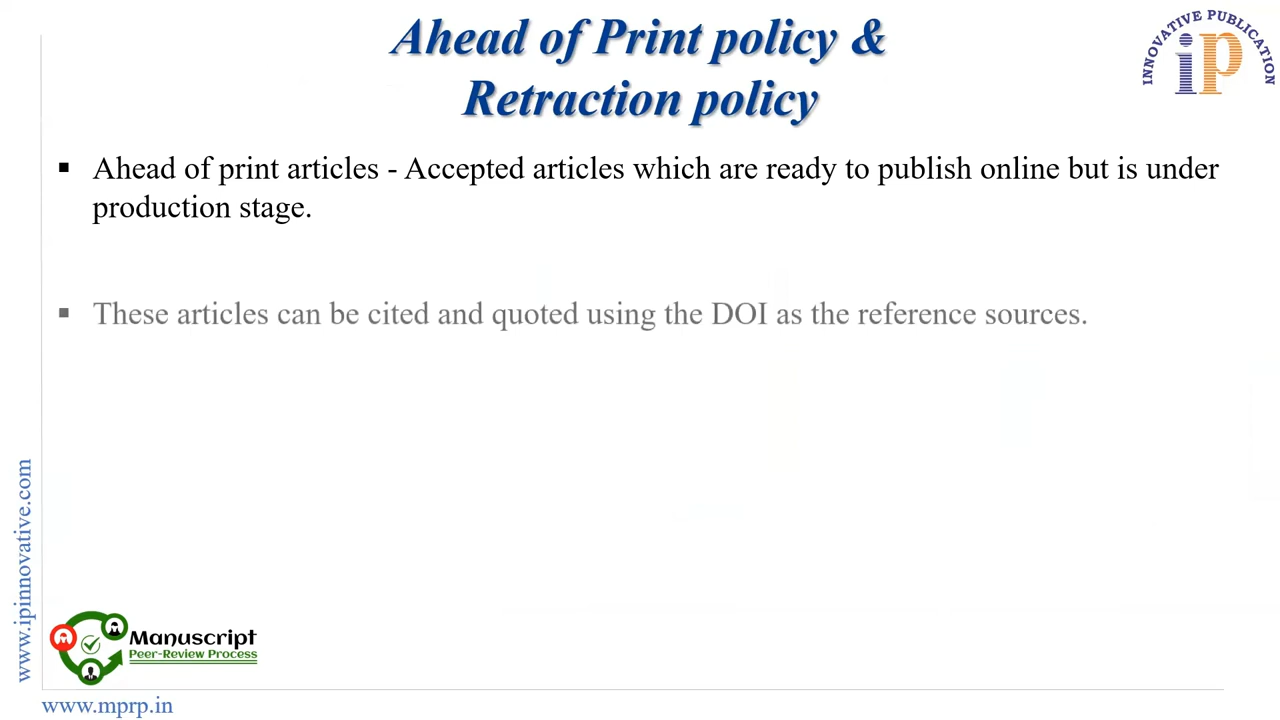 Ahead of Print policy &
Retraction policy
INNOVATIVE PUBLICATION
iP
▪ Ahead of print articles - Accepted articles which are ready to publish online but is under
production stage.
▪ These articles can be cited and quoted using the DOI as the reference sources.
www.ipinnovative.com
Manuscript
Peer-Review Process
www.mprp.in